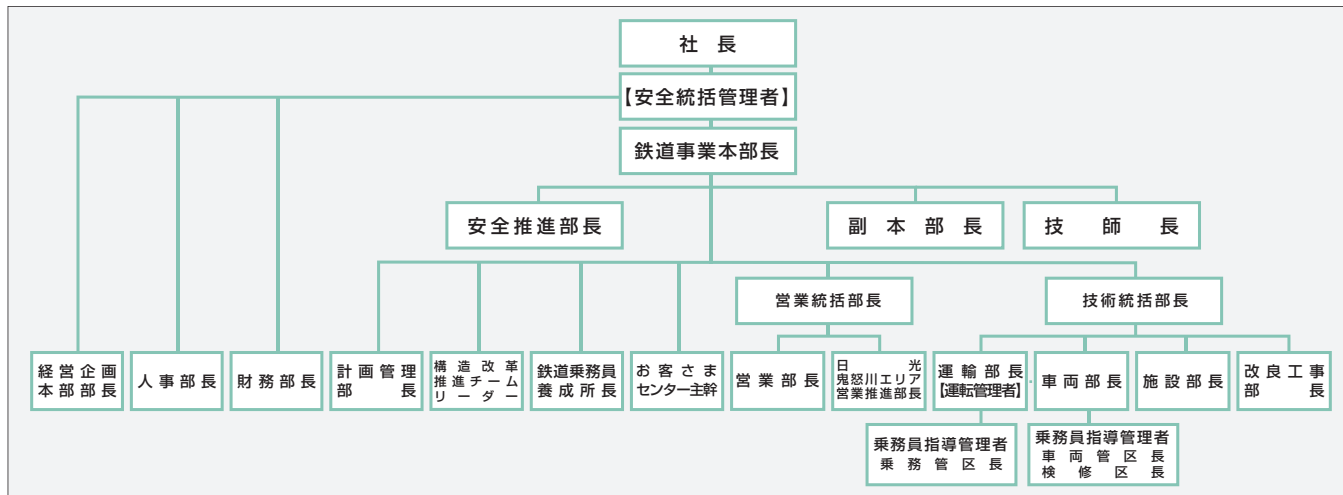 社長
【安全統括管理者】
鉄道事業本部長
安全推進部長
副本部長
技師長
営業統括部長
技術統括部長
経営企画
本部部長
人事部長
財務部長
計画管理
部長
構造改革
推進チーム
リーダー
鉄道乗務員
養成所長
お客さま
センター主幹
営業部長
日光
鬼怒川エリア
営業推進部長
運輸部長
【運転管理者】
車両部長
施設部長
改良工事
部長
乗務員指導管理者
乗務管区長
乗務員指導管理者
車両管区長
検修区長